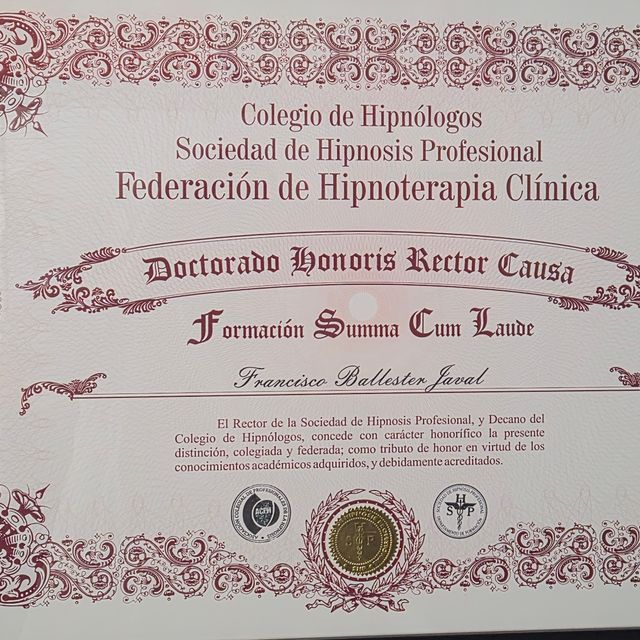 Colegio de Hipnólogos
Sociedad de Hipnosis Profesional
Federación de Hipnoterapia Clínica
Doctorado Honoris Rector Causa
Formación Summa Cum Laude
Francisco Ballester Javal
El Rector de la Sociedad de Hipnosis Profesional, y Decano del
Colegio de Hipnólogos, concede con carácter honorífico la presente
distinción, colegiada y federada; como tributo de honor en virtud de los
conocimientos académicos adquiridos, y debidamente acreditados.
H
S P